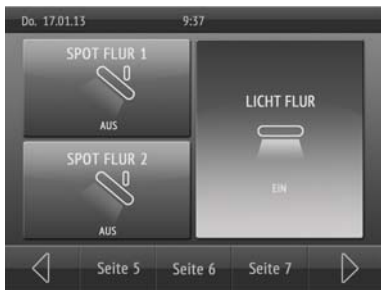 Do. 17.01.13 9:37
SPOT FLUR 1
AUS
SPOT FLUR 2
AUS
LICHT FLUR
EIN
Seite 5 Seite 6 Seite 7